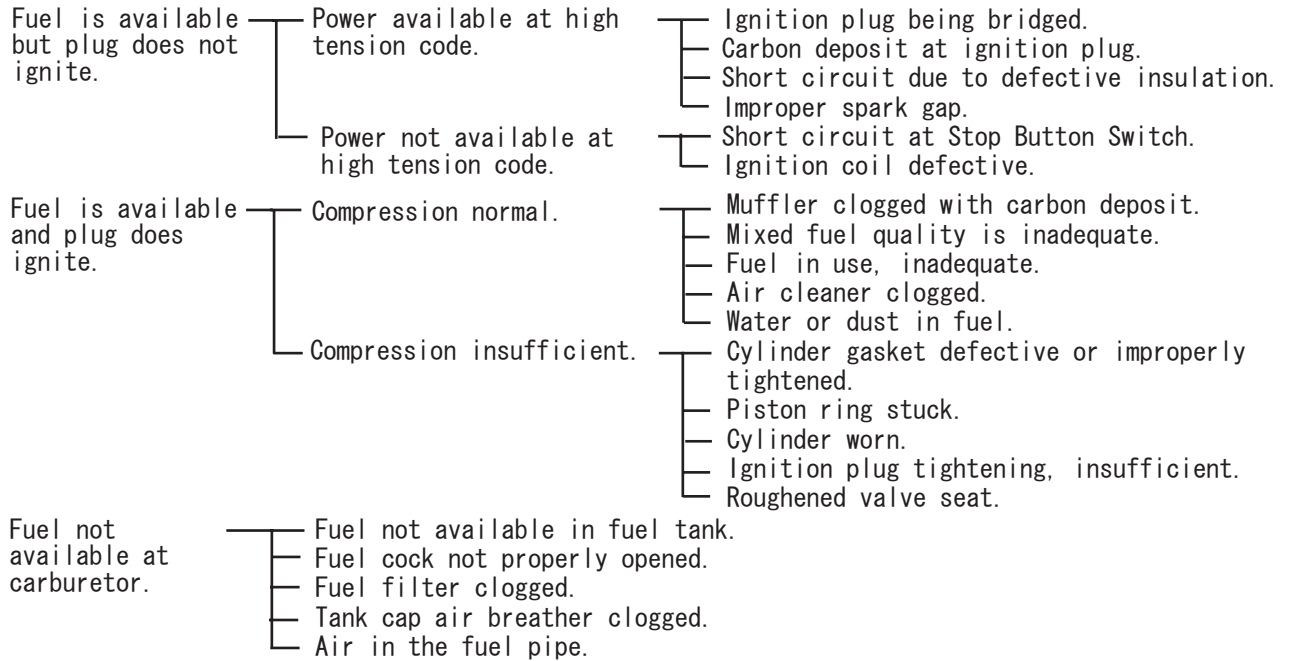 Fuel is available
but plug does not
ignite.
Power available at high
tension code.
Ignition plug being bridged.
Carbon deposit at ignition plug.
Short circuit due to defective insulation.
Improper spark gap.
Power not available at
high tension code.
Short circuit at Stop Button Switch.
Ignition coil defective.
Fuel is available
and plug does
ignite.
Compression normal.
Muffler clogged with carbon deposit.
Mixed fuel quality is inadequate.
Fuel in use, inadequate.
Air cleaner clogged.
Water or dust in fuel.
Compression insufficient.
Cylinder gasket defective or improperly
tightened.
Piston ring stuck.
Cylinder worn.
Ignition plug tightening, insufficient.
Roughened valve seat.
Fuel not
available at
carburetor.
Fuel not available in fuel tank.
Fuel cock not properly opened.
Fuel filter clogged.
Tank cap air breather clogged.
Air in the fuel pipe.